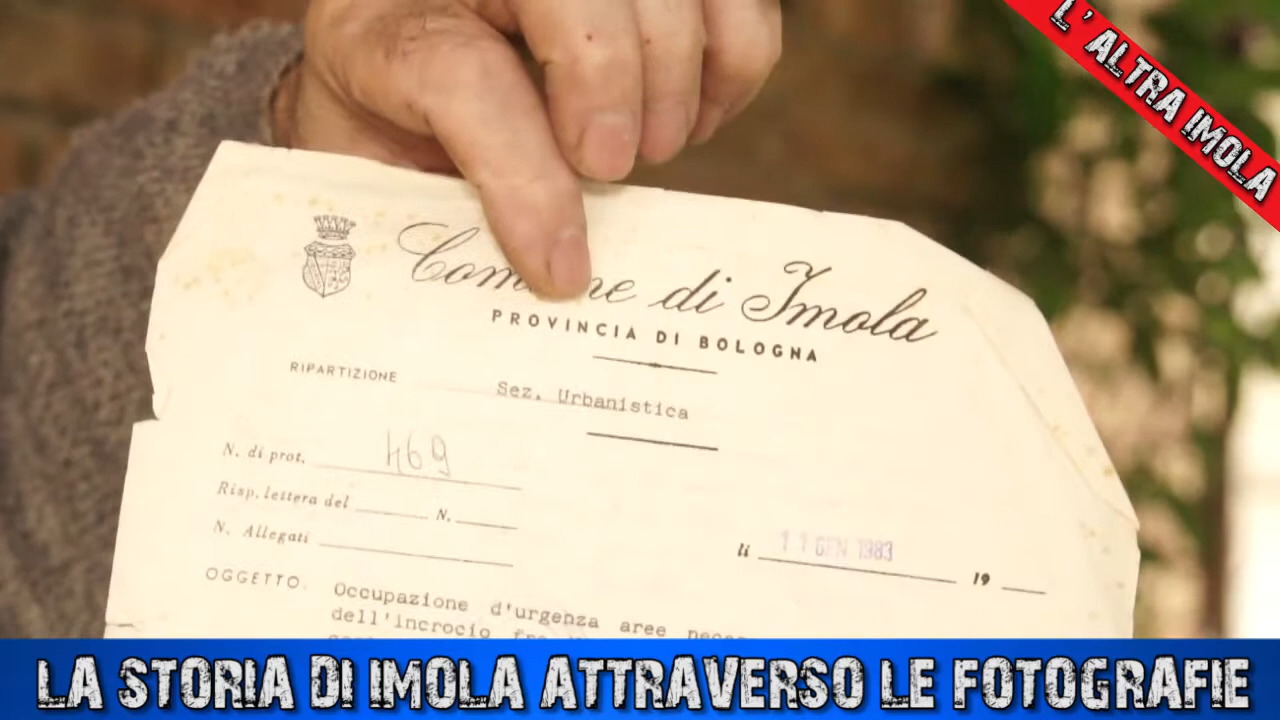 L'ALTRA IMOLA
Comune di Imola
PROVINCIA DI BOLOGNA
RIPARTIZIONE Sez. Urbanistica
N. di prot. 469
Risp. lettera del N.
N. Allegati
li 11 GEN 1983 19
OGGETTO. Occupazione d'urgenza aree
dell'incrocio
LA STORIA DI IMOLA ATTRAVERSO LE FOTOGRAFIE